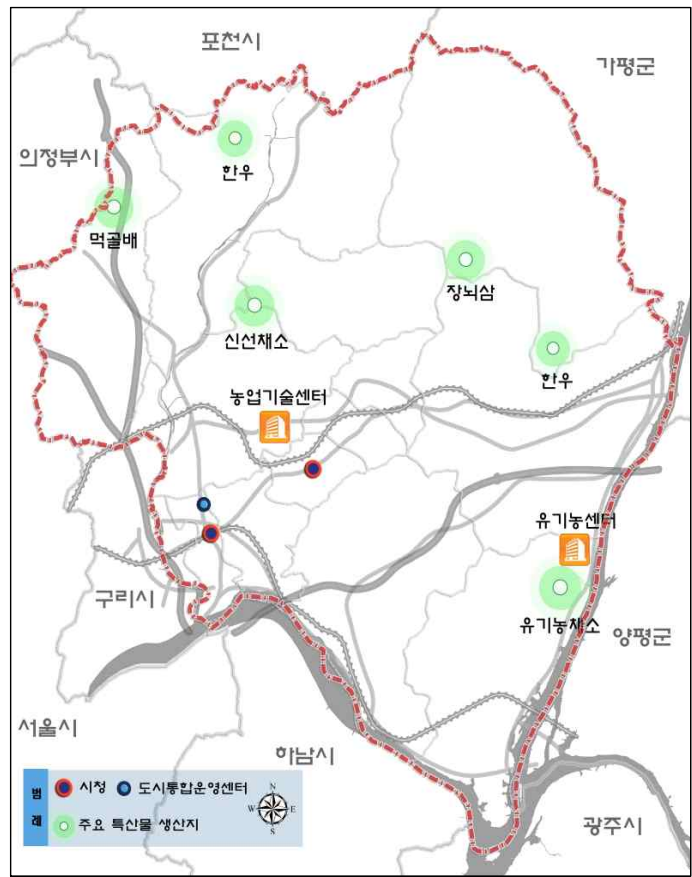 포천시
가평군
의정부시
한우
먹골배
장뇌삼
신선채소
한우
농업기술센터
유기농센터
구리시
유기농채소
양평군
서울시
하남시
광주시
범
례
시청
도시통합운영센터
주요 특산물 생산지
N
W
E
S